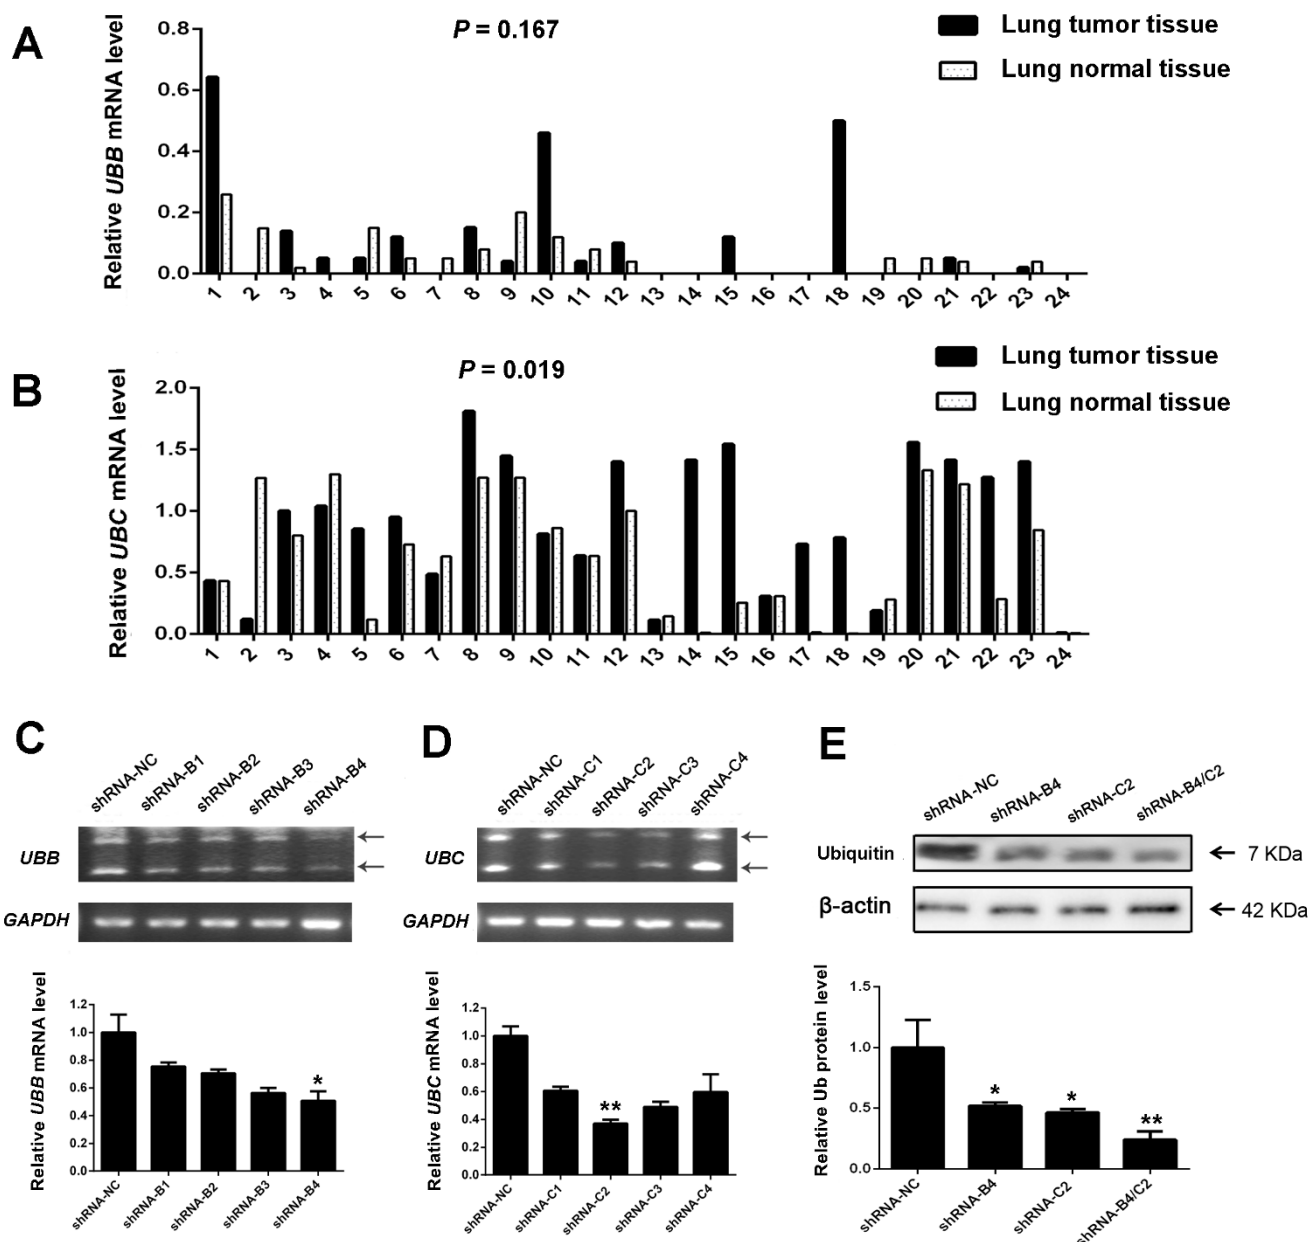 A
P = 0.167
Lung tumor tissue
Lung normal tissue
Relative UBB mRNA level
0.8
0.6
0.4
0.2
0.0
1 2 3 4 5 6 7 8 9 10 11 12 13 14 15 16 17 18 19 20 21 22 23 24
B
P = 0.019
Lung tumor tissue
Lung normal tissue
Relative UBC mRNA level
2.0
1.5
1.0
0.5
0.0
1 2 3 4 5 6 7 8 9 10 11 12 13 14 15 16 17 18 19 20 21 22 23 24
C
shRNA-NC shRNA-B1 shRNA-B2 shRNA-B3 shRNA-B4
UBB
GAPDH
Relative UBB mRNA level
1.2
1.0
0.8
0.6
0.4
0.2
0.0
*
shRNA-NC shRNA-B1 shRNA-B2 shRNA-B3 shRNA-B4
D
shRNA-NC shRNA-C1 shRNA-C2 shRNA-C3 shRNA-C4
UBC
GAPDH
Relative UBC mRNA level
1.2
1.0
0.8
0.6
0.4
0.2
0.0
**
shRNA-NC shRNA-C1 shRNA-C2 shRNA-C3 shRNA-C4
E
shRNA-NC shRNA-B4 shRNA-C2 shRNA-B4/C2
Ubiquitin ← 7 KDa
β-actin ← 42 KDa
Relative Ub protein level
1.5
1.0
0.5
0.0
* * **
shRNA-NC shRNA-B4 shRNA-C2 shRNA-B4/C2